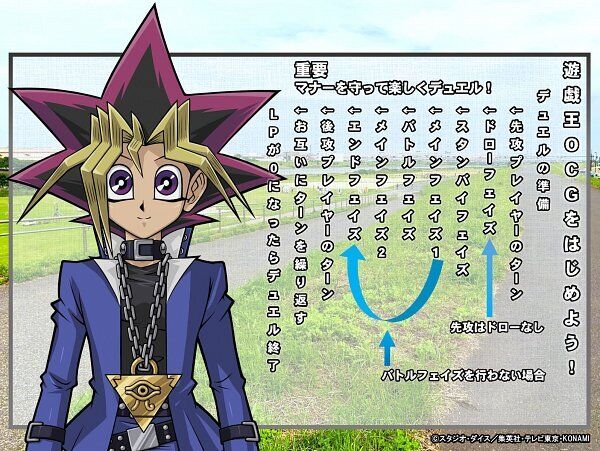 遊戯王OCGをはじめよう！
デュエルの準備
←先攻プレイヤーのターン
←ドローフェイズ
←スタンバイフェイズ
←メインフェイズ1
←バトルフェイズ
←メインフェイズ2
←エンドフェイズ
←後攻プレイヤーのターン
←お互いにターンを繰り返す
LPが0になったらデュエル終了
重要
マナーを守って楽しくデュエル！
先攻はドローなし
バトルフェイズを行わない場合
©スタジオ・ダイス／集英社・テレビ東京・KONAMI